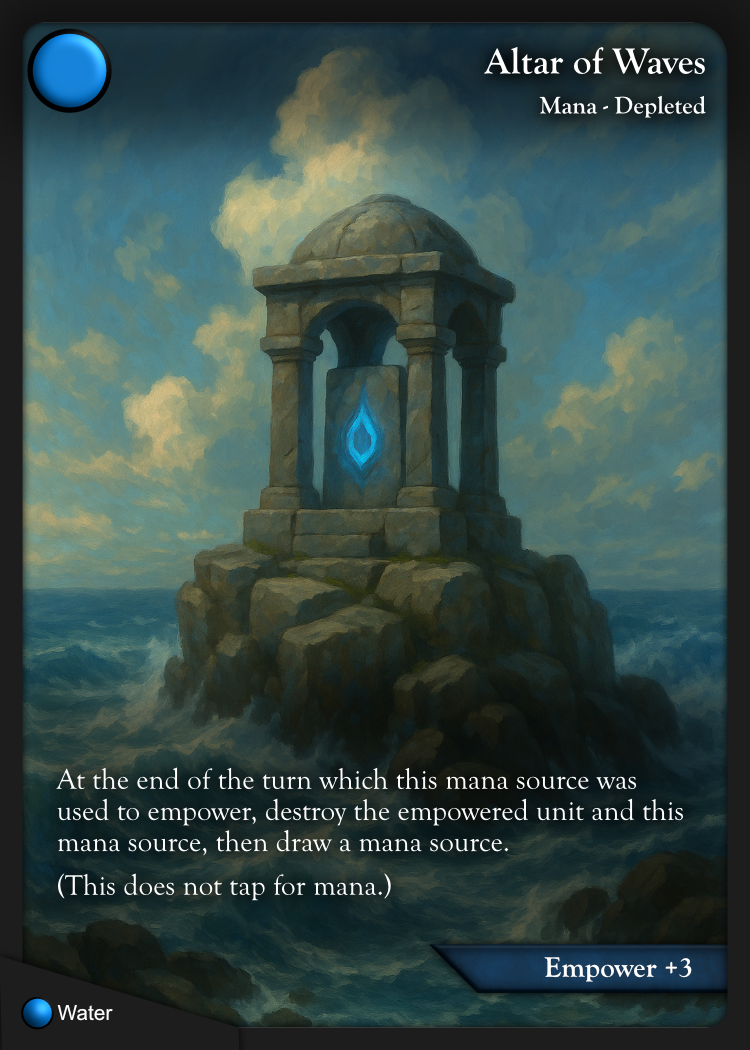 Altar of Waves
Mana - Depleted
At the end of the turn which this mana source was
used to empower, destroy the empowered unit and this
mana source, then draw a mana source.
(This does not tap for mana.)
Empower +3
Water